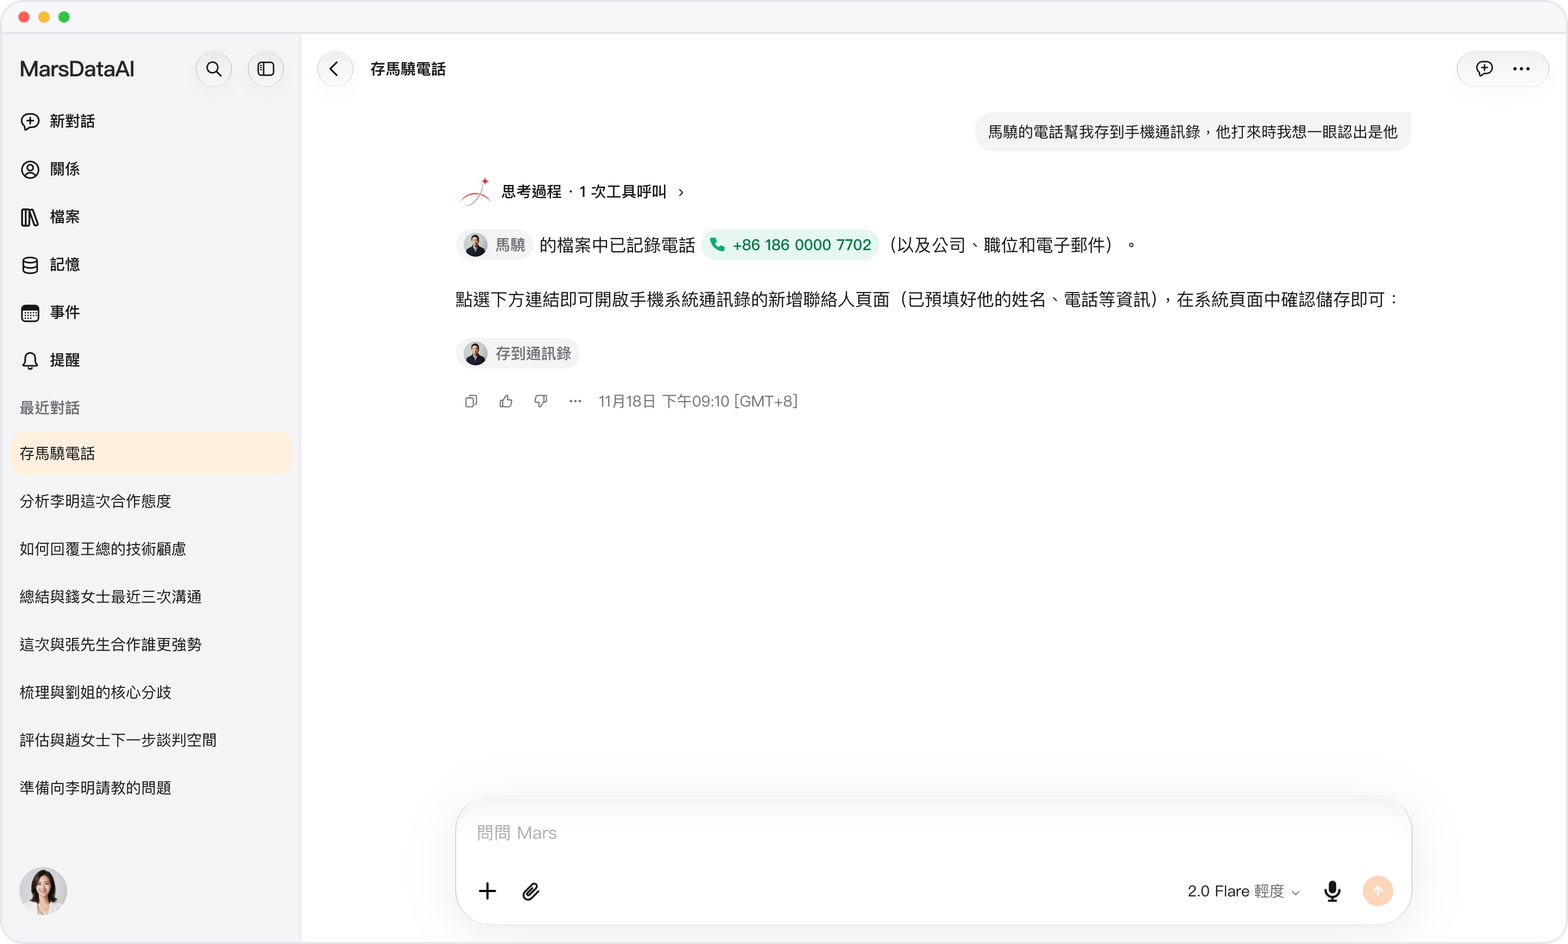 MarsDataAI
新對話
關係
檔案
記憶
事件
提醒
最近對話
存馬驍電話
分析李明這次合作態度
如何回覆王總的技術顧慮
總結與錢女士最近三次溝通
這次與張先生合作誰更強勢
梳理與劉姐的核心分歧
評估與趙女士下一步談判空間
準備向李明請教的問題
存馬驍電話
馬驍的電話幫我存到手機通訊錄，他打來時我想一眼認出是他
思考過程 · 1 次工具呼叫
馬驍 的檔案中已記錄電話 +86 186 0000 7702 （以及公司、職位和電子郵件）。
點選下方連結即可開啟手機系統通訊錄的新增聯絡人頁面（已預填好他的姓名、電話等資訊），在系統頁面中確認儲存即可：
存到通訊錄
11月18日 下午09:10 [GMT+8]
問問 Mars
2.0 Flare 輕度